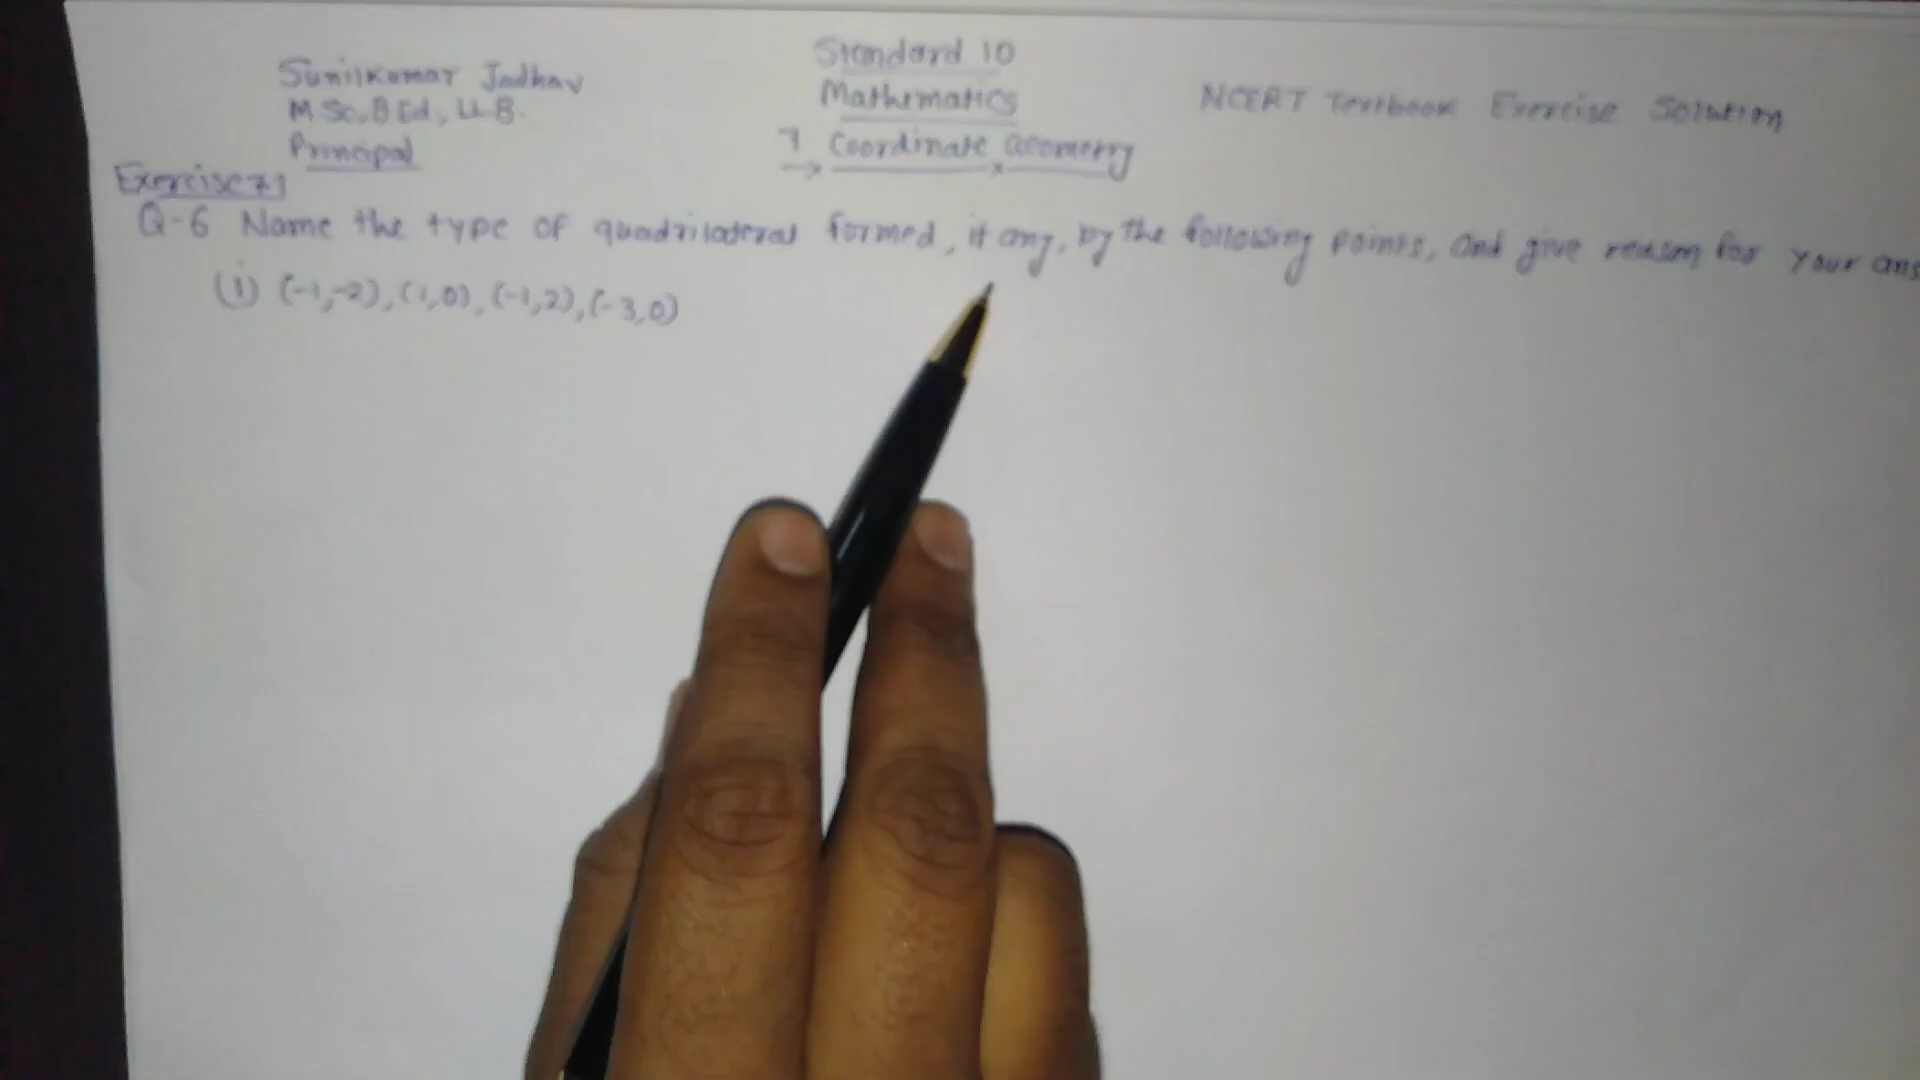 Sunilkumar Jadhav
M.Sc., B.Ed., LL.B.
Principal
Standard 10
Mathematics
7 Coordinate Geometry
NCERT Textbook Exercise Solution
Exercise 7.1
Q-6 Name the type of quadrilateral formed, if any, by the following points, and give reason for your ans
(i) (-1,-2), (1,0), (-1,2), (-3,0)